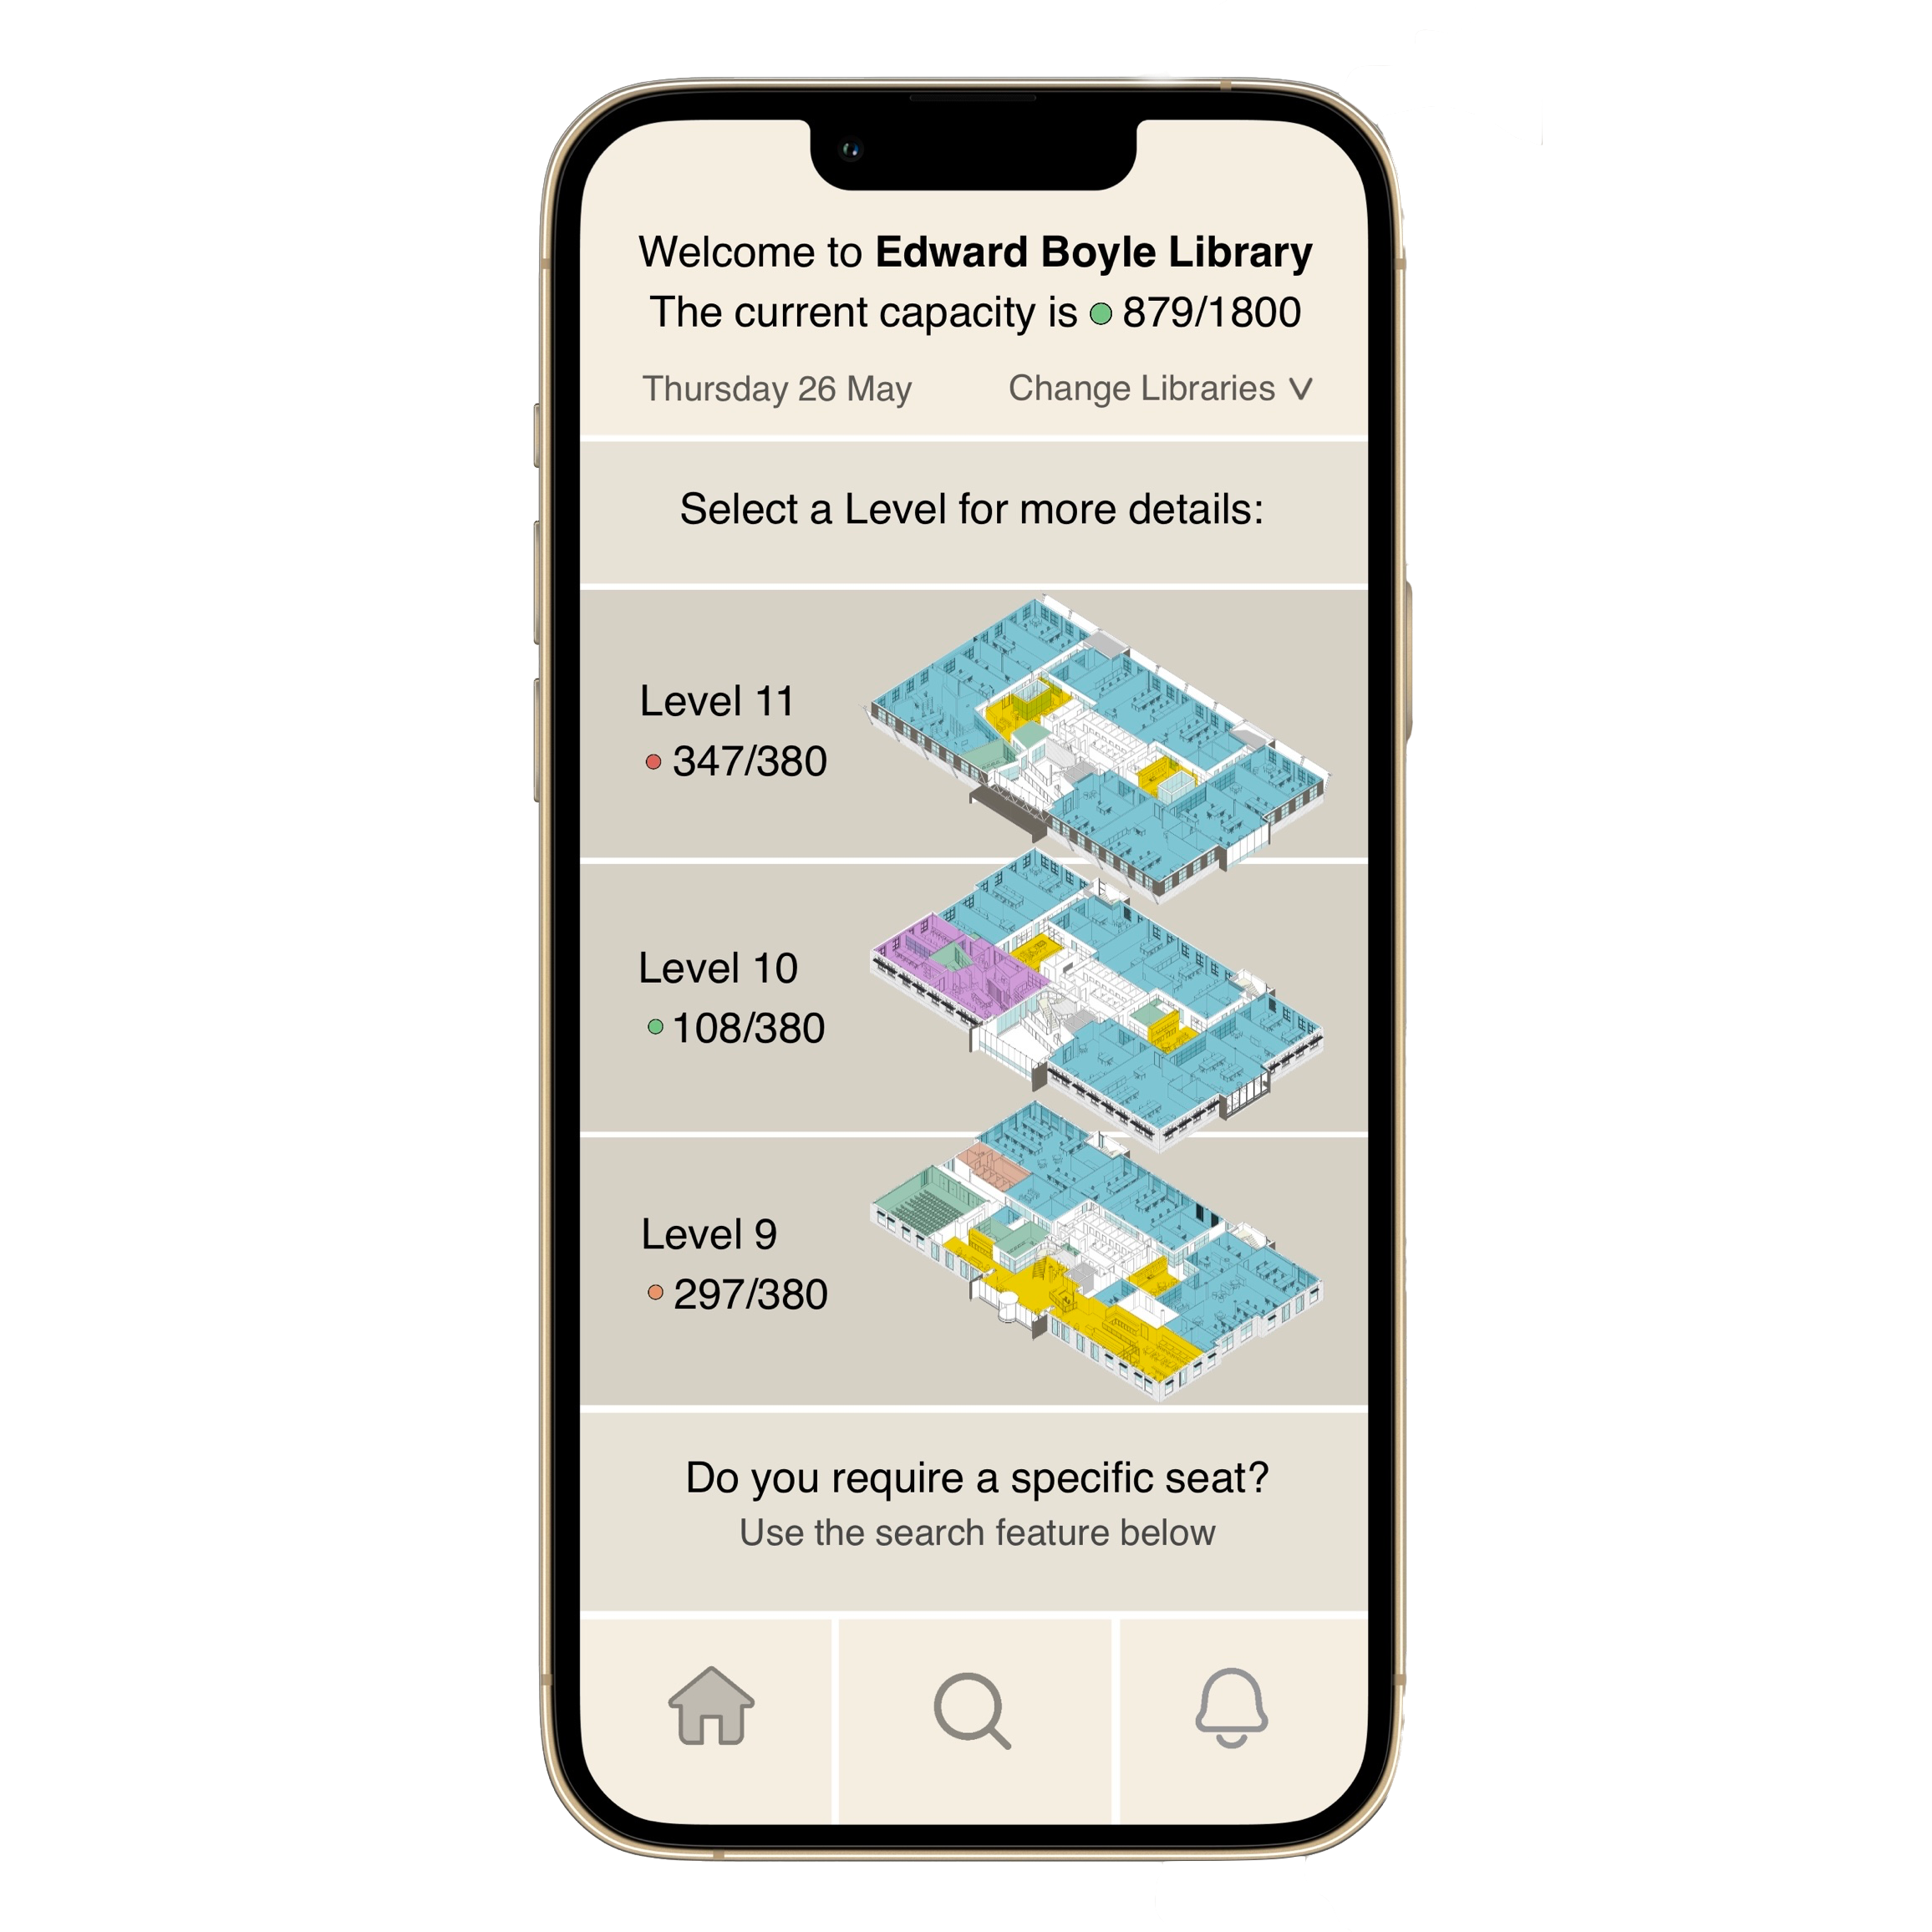 Welcome to Edward Boyle Library
The current capacity is 879/1800
Thursday 26 May
Change Libraries V
Select a Level for more details:
Level 11
347/380
Level 10
108/380
Level 9
297/380
Do you require a specific seat?
Use the search feature below